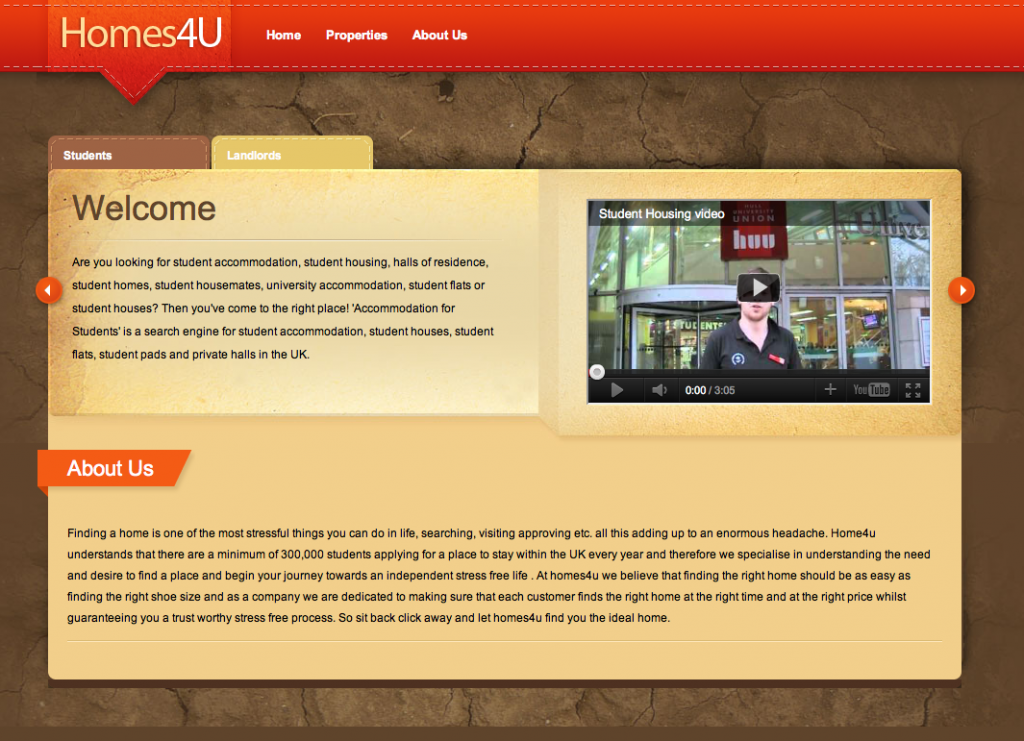 Homes4U
Home Properties About Us
Students Landlords
Welcome
Are you looking for student accommodation, student housing, halls of residence,
student homes, student housemates, university accommodation, student flats or
student houses? Then you've come to the right place! 'Accommodation for
Students' is a search engine for student accommodation, student houses, student
flats, student pads and private halls in the UK.
Student Housing video
HULL
UNIVERSITY
UNION
huu
STUDENTS
0:00 / 3:05
YouTube
About Us
Finding a home is one of the most stressful things you can do in life, searching, visiting approving etc. all this adding up to an enormous headache. Home4u
understands that there are a minimum of 300,000 students applying for a place to stay within the UK every year and therefore we specialise in understanding the need
and desire to find a place and begin your journey towards an independent stress free life . At homes4u we believe that finding the right home should be as easy as
finding the right shoe size and as a company we are dedicated to making sure that each customer finds the right home at the right time and at the right price whilst
guaranteeing you a trust worthy stress free process. So sit back click away and let homes4u find you the ideal home.